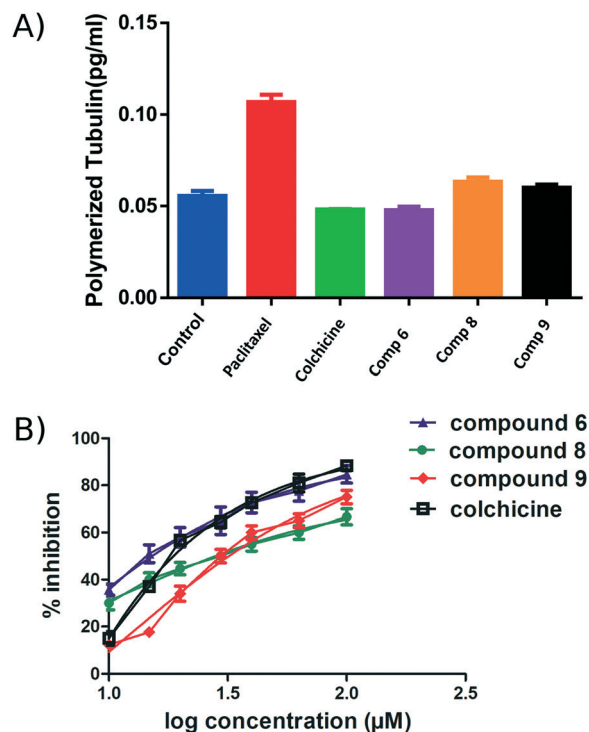 A)
Polymerized Tubulin(pg/ml)
0.15
0.10
0.05
0.00
Control
Paclitaxel
Colchicine
Comp 6
Comp 8
Comp 9
B)
compound 6
compound 8
compound 9
colchicine
% inhibition
100
80
60
40
20
0
1.0 1.5 2.0 2.5
log concentration (µM)